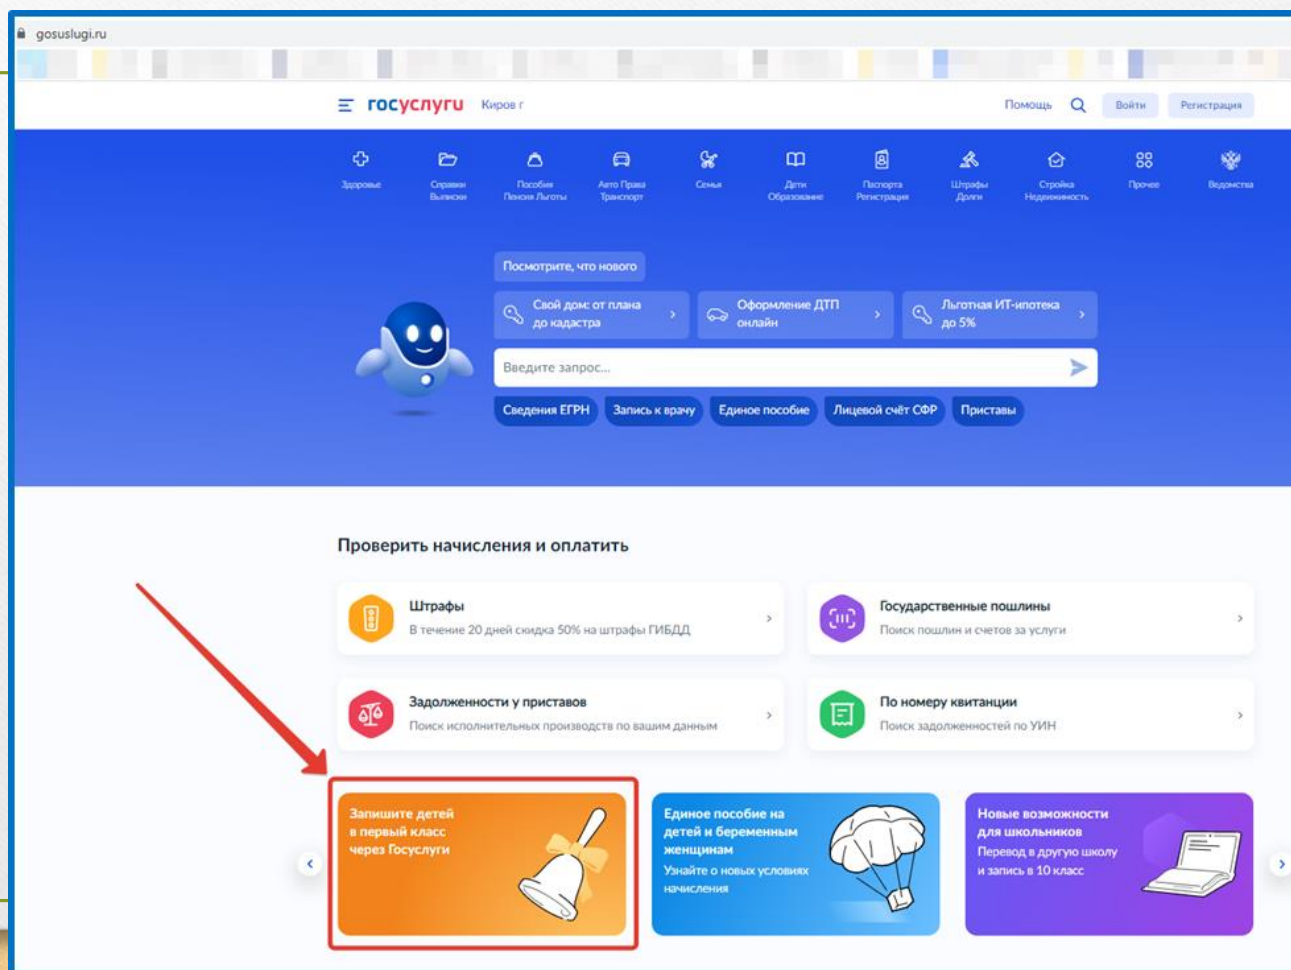 gosuslugi.ru
госуслуги Киров г Помощь Войти Регистрация
Здоровье
Справки
Выписки
Пособия
Пенсия Льготы
Авто Права
Транспорт
Семья
Дети
Образование
Паспорта
Регистрация
Штрафы
Долги
Стройка
Недвижимость
Прочее
Ведомства
Посмотрите, что нового
Свой дом: от плана
до кадастра
Оформление ДТП
онлайн
Льготная ИТ-ипотека
до 5%
Введите запрос...
Сведения ЕГРН Запись к врачу Единое пособие Лицевой счёт СФР Приставы
Проверить начисления и оплатить
Штрафы
В течение 20 дней скидка 50% на штрафы ГИБДД
Государственные пошлины
Поиск пошлин и счетов за услуги
Задолженности у приставов
Поиск исполнительных производств по вашим данным
По номеру квитанции
Поиск задолженностей по УИН
Запишите детей
в первый класс
через Госуслуги
Единое пособие на
детей и беременным
женщинам
Узнайте о новых условиях
начисления
Новые возможности
для школьников
Перевод в другую школу
и запись в 10 класс